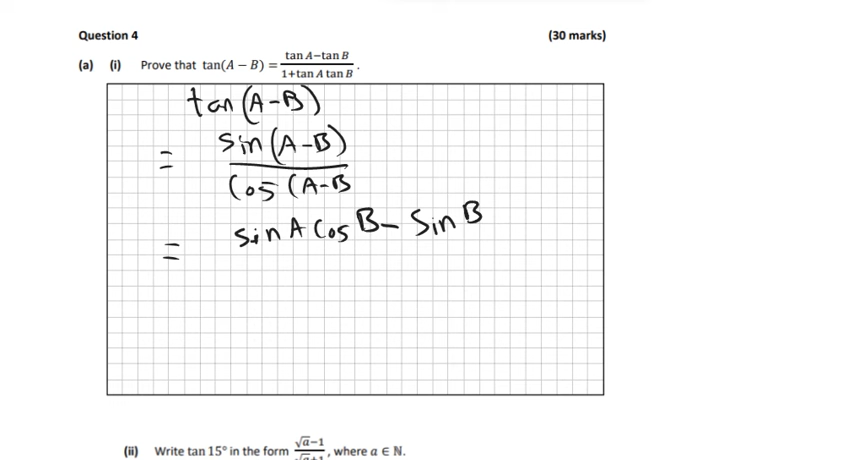 Question 4 (30 marks)
(a) (i) Prove that tan(A − B) = (tan A−tan B)/(1+tan A tan B) .
tan (A-B)
= sin (A-B)
Cos (A-B
= sin A Cos B - Sin B
(ii) Write tan 15° in the form (√a−1)/(√a+1) , where a ∈ ℕ.